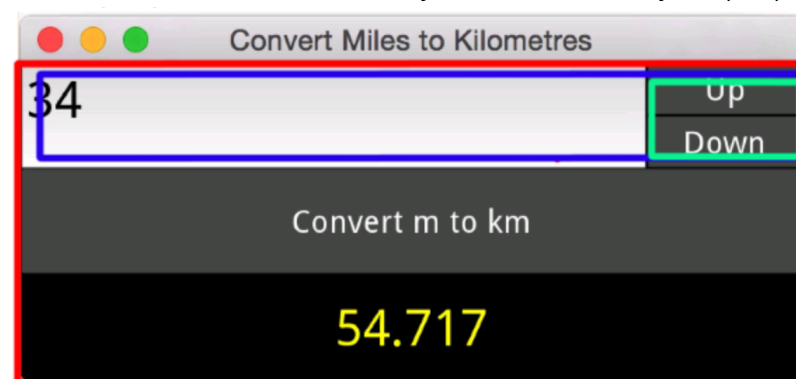 Convert Miles to Kilometres
34
Up
Down
Convert m to km
54.717